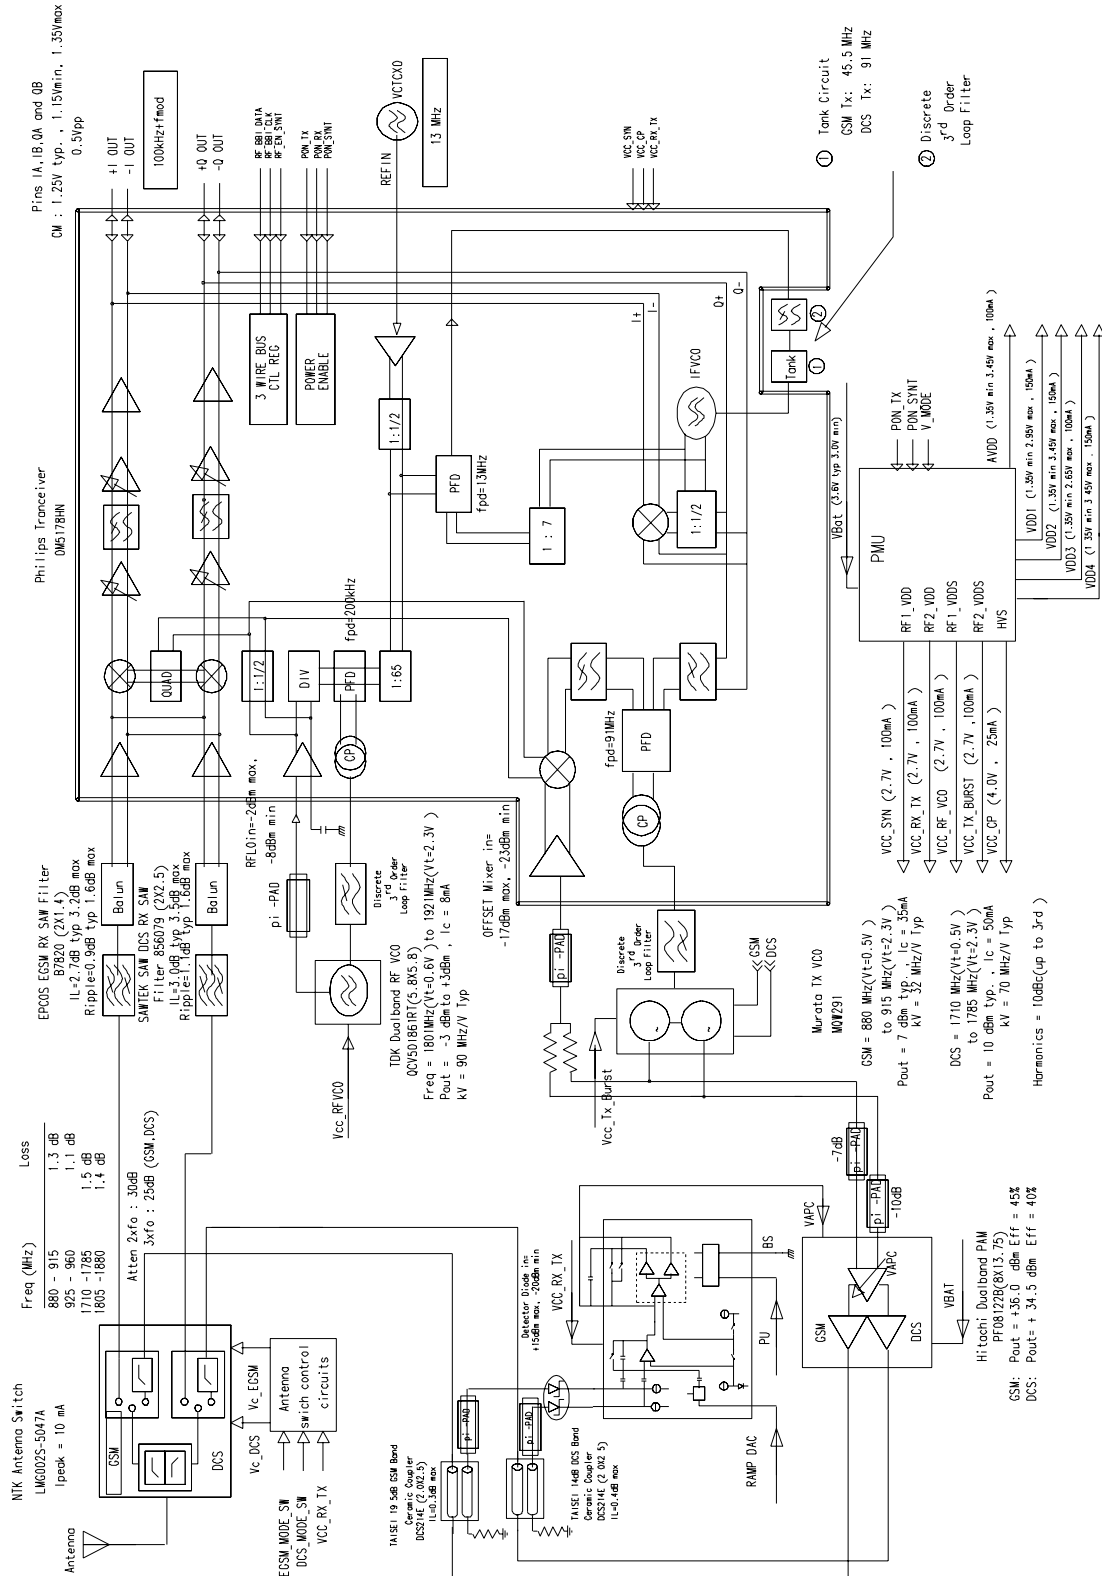 Pins IA,IB,QA and QB
CM : 1.25V typ. , 1.15Vmin, 1.35Vmax
0.5Vpp
+I OUT
-I OUT
100kHz+fmod
+Q OUT
-Q OUT
RF_BBI_DATA
RF_BBI_CLK
RF_EN_SYNT
PON_TX
PON_RX
PON_SYNT
REFIN
VCTCXO
13 MHz
VCC_SYN
VCC_CP
VCC_RX_TX
① Tank Circuit
GSM Tx: 45.5 MHz
DCS Tx: 91 MHz
② Discrete
3rd Order
Loop Filter
Philips Tranceiver
OM5178HN
3 WIRE BUS
CTL REG
POWER
ENABLE
1:1/2
PFD
fpd=13MHz
1 : 7
IFVCO
1:1/2
I+
I-
Q+
Q-
Tank
①
②
QUAD
1:1/2
DIV
PFD
fpd=200kHz
1:65
CP
fpd=91MHz
PFD
CP
EPCOS EGSM RX SAW Filter
B7820 (2X1.4)
IL=2.7dB typ 3.2dB max
Ripple=0.9dB typ 1.6dB max
SAWTEK SAW DCS RX SAW
Filter 856079 (2X2.5)
IL=3.0dB typ 3.5dB max
Ripple=1.1dB typ 1.6dB max
Balun
Balun
RFLOin=-2dBm max,
-8dBm min
pi -PAD
Discrete
3rd Order
Loop Filter
TDK Dualband RF VCO
QCV5D1861RT(5.8X5.8)
Freq = 1801MHz(Vt=0.6V )to 1921MHz(Vt=2.3V )
Pout = -3 dBm to +3dBm , Ic = 8mA
kV = 90 MHz/V Typ
Vcc_RFVCO
OFFSET Mixer in=
-17dBm max, -23dBm min
pi -PAD
Discrete
3rd Order
Loop Filter
GSM
DCS
Vcc_Tx_Burst
Murata TX VCO
MQW291
GSM = 880 MHz(Vt=0.5V )
to 915 MHz(Vt=2.3V)
Pout = 7 dBm typ. , Ic = 35mA
kV = 32 MHz/V Typ
DCS = 1710 MHz(Vt=0.5V
to 1785 MHz(Vt=2.3V )
Pout = 10 dBm typ. , Ic = 50mA
kV = 70 MHz/V Typ
Harmonics = 10dBc(up to 3rd )
VBat (3.6V typ 3.0V min)
PMU
PON_TX
PON_SYNT
V_MODE
RF1_VDD
RF2_VDD
RF1_VDDS
RF2_VDDS
HVS
AVDD (1.35V min 3.45V max , 100mA )
VDD1 (1.35V min 2.95V max , 150mA )
VDD2 (1.35V min 3.45V max , 150mA )
VDD3 (1.35V min 2.65V max , 100mA )
VDD4 (1 35V min 3 45V max , 150mA )
VCC_SYN (2.7V , 100mA )
VCC_RX_TX (2.7V , 100mA )
VCC_RF_VCO (2.7V , 100mA )
VCC_TX_BURST (2.7V ,100mA )
VCC_CP (4.0V , 25mA )
NTK Antenna Switch
LMG002S-5047A
Ipeak = 10 mA
Freq (MHz) Loss
880 - 915 1.3 dB
925 - 960 1.1 dB
1710 -1785 1.5 dB
1805 -1880 1.4 dB
Atten 2xfo : 30dB
3xfo : 25dB (GSM,DCS)
Antenna
GSM
DCS
Vc_EGSM
Vc_DCS
Antenna
swich control
circuits
EGSM_MODE_SW
DCS_MODE_SW
VCC_RX_TX
TAISEI 19 5dB GSM Band
Ceramic Coupler
DCS214E (2.0X2.5)
IL=0.3dB max
pi -PAD
pi -PAD
TAISEI 14dB DCS Band
Ceramic Coupler
DCS214E (2 0X2 5)
IL=0.4dB max
Detector Diode in=
+15dBm max, -20dBm min
VCC_RX_TX
BS
PU
RAMP DAC
VAPC
-7dB
pi -PAD
pi -PAD
-10dB
VAPC
GSM
DCS
VBAT
Hitachi Dualband PAM
PF08122B(8X13.75)
GSM: Pout = +36.0 dBm Eff = 45%
DCS: Pout= + 34.5 dBm Eff = 40%